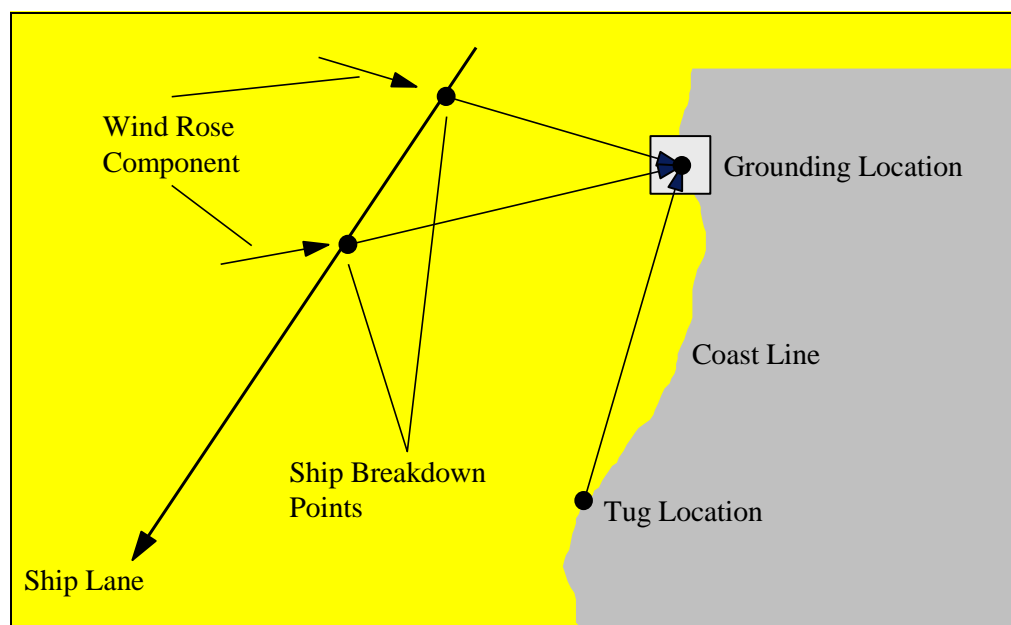 Wind Rose
Component
Grounding Location
Coast Line
Ship Breakdown
Points
Tug Location
Ship Lane